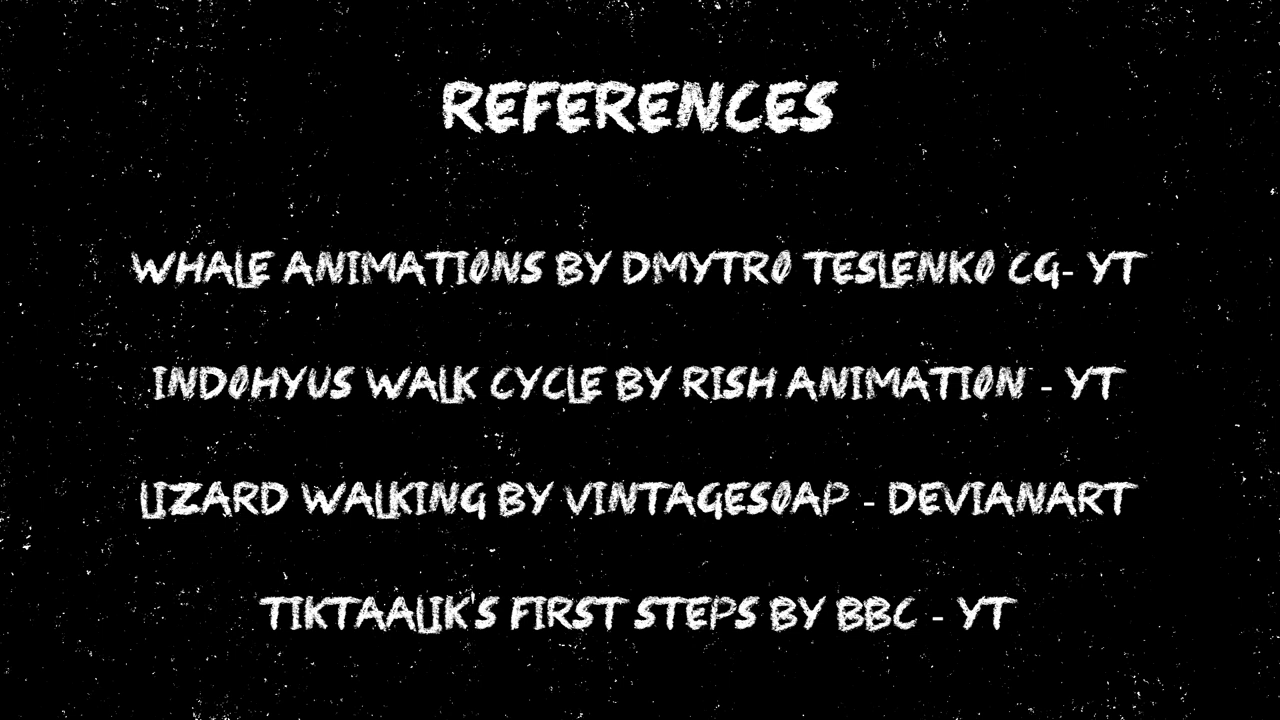 REFERENCES
WHALE ANIMATIONS BY DMYTRO TESLENKO CG- YT
INDOHYUS WALK CYCLE BY RISH ANIMATION - YT
LIZARD WALKING BY VINTAGESOAP - DEVIANART
TIKTAALIK'S FIRST STEPS BY BBC - YT